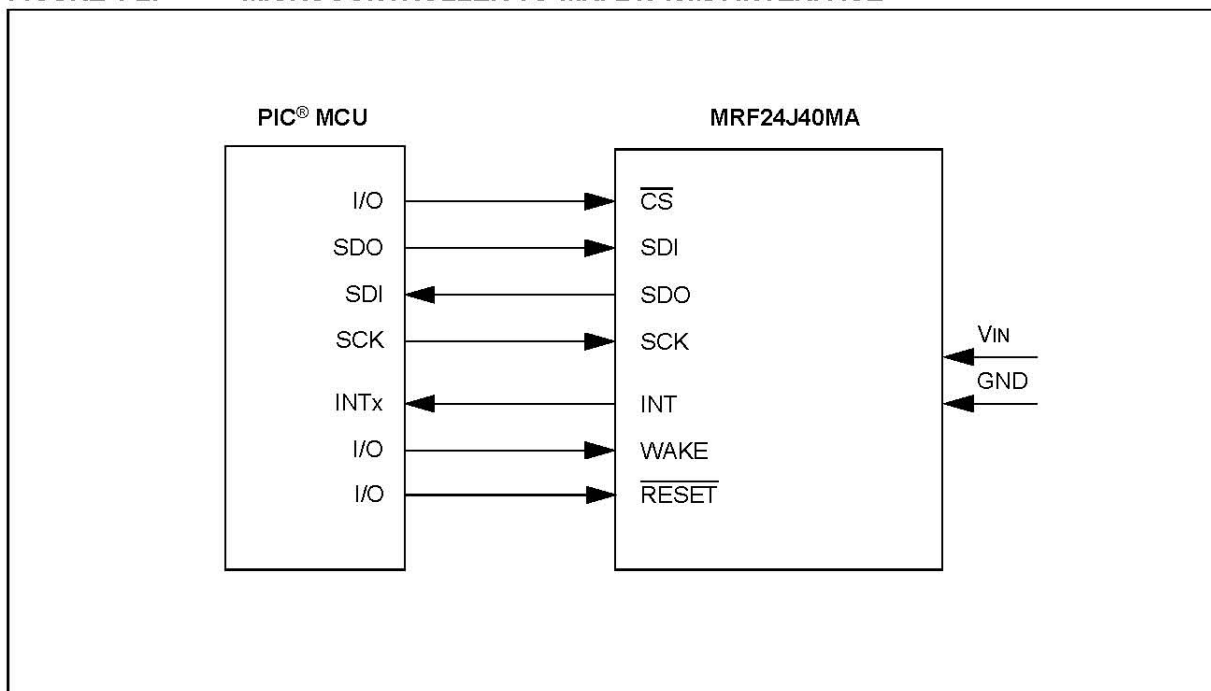 PIC® MCU
MRF24J40MA
I/O
CS
SDO
SDI
SDI
SDO
SCK
SCK
INTx
INT
I/O
WAKE
I/O
RESET
VIN
GND